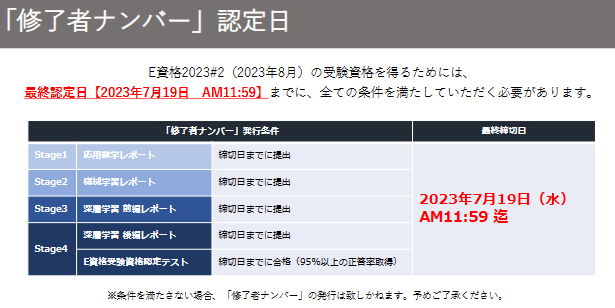 「修了者ナンバー」認定日
E資格2023#2（2023年8月）の受験資格を得るためには、
最終認定日【2023年7月19日 AM11:59】までに、全ての条件を満たしていただく必要があります。
「修了者ナンバー」発行条件 最終締切日
Stage1 応用数学レポート 締切日までに提出
Stage2 機械学習レポート 締切日までに提出
Stage3 深層学習 前編レポート 締切日までに提出
Stage4 深層学習 後編レポート 締切日までに提出
E資格受験資格認定テスト 締切日までに合格（95%以上の正答率取得）
2023年7月19日（水）
AM11:59 迄
※条件を満たさない場合、「修了者ナンバー」の発行は致しかねます。予めご了承ください。